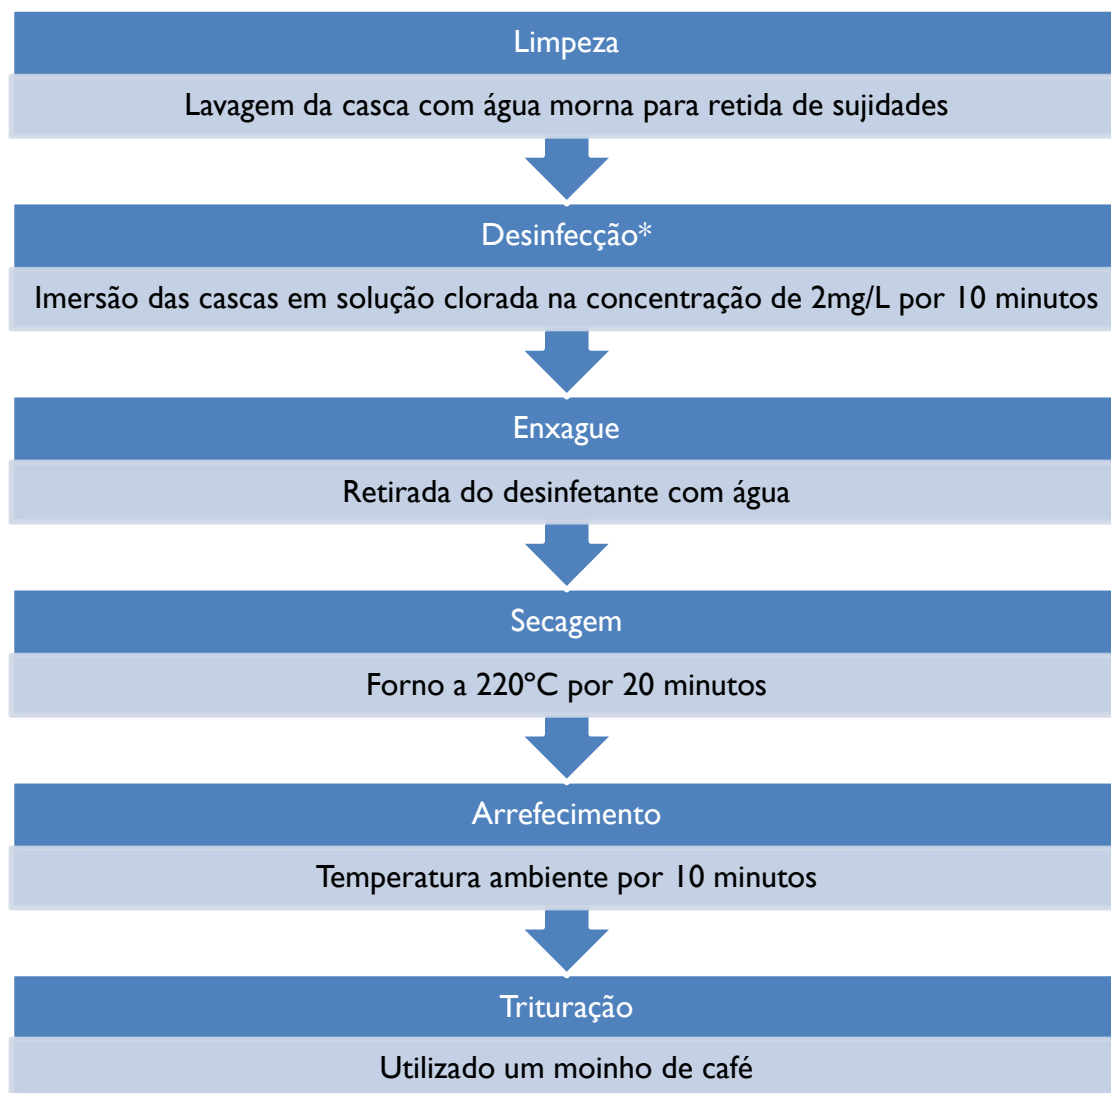 Limpeza
Lavagem da casca com água morna para retida de sujidades
Desinfecção*
Imersão das cascas em solução clorada na concentração de 2mg/L por 10 minutos
Enxague
Retirada do desinfetante com água
Secagem
Forno a 220ºC por 20 minutos
Arrefecimento
Temperatura ambiente por 10 minutos
Trituração
Utilizado um moinho de café